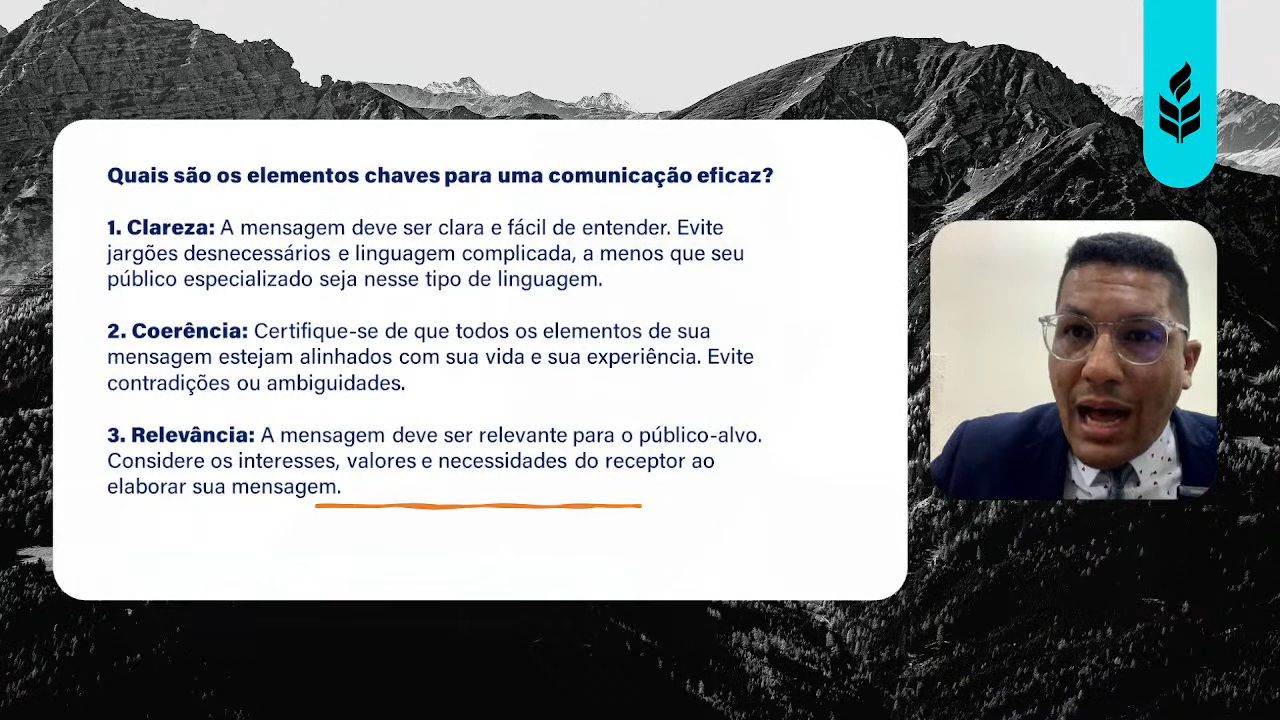 Quais são os elementos chaves para uma comunicação eficaz?
1. Clareza: A mensagem deve ser clara e fácil de entender. Evite
jargões desnecessários e linguagem complicada, a menos que seu
público especializado seja nesse tipo de linguagem.
2. Coerência: Certifique-se de que todos os elementos de sua
mensagem estejam alinhados com sua vida e sua experiência. Evite
contradições ou ambiguidades.
3. Relevância: A mensagem deve ser relevante para o público-alvo.
Considere os interesses, valores e necessidades do receptor ao
elaborar sua mensagem.